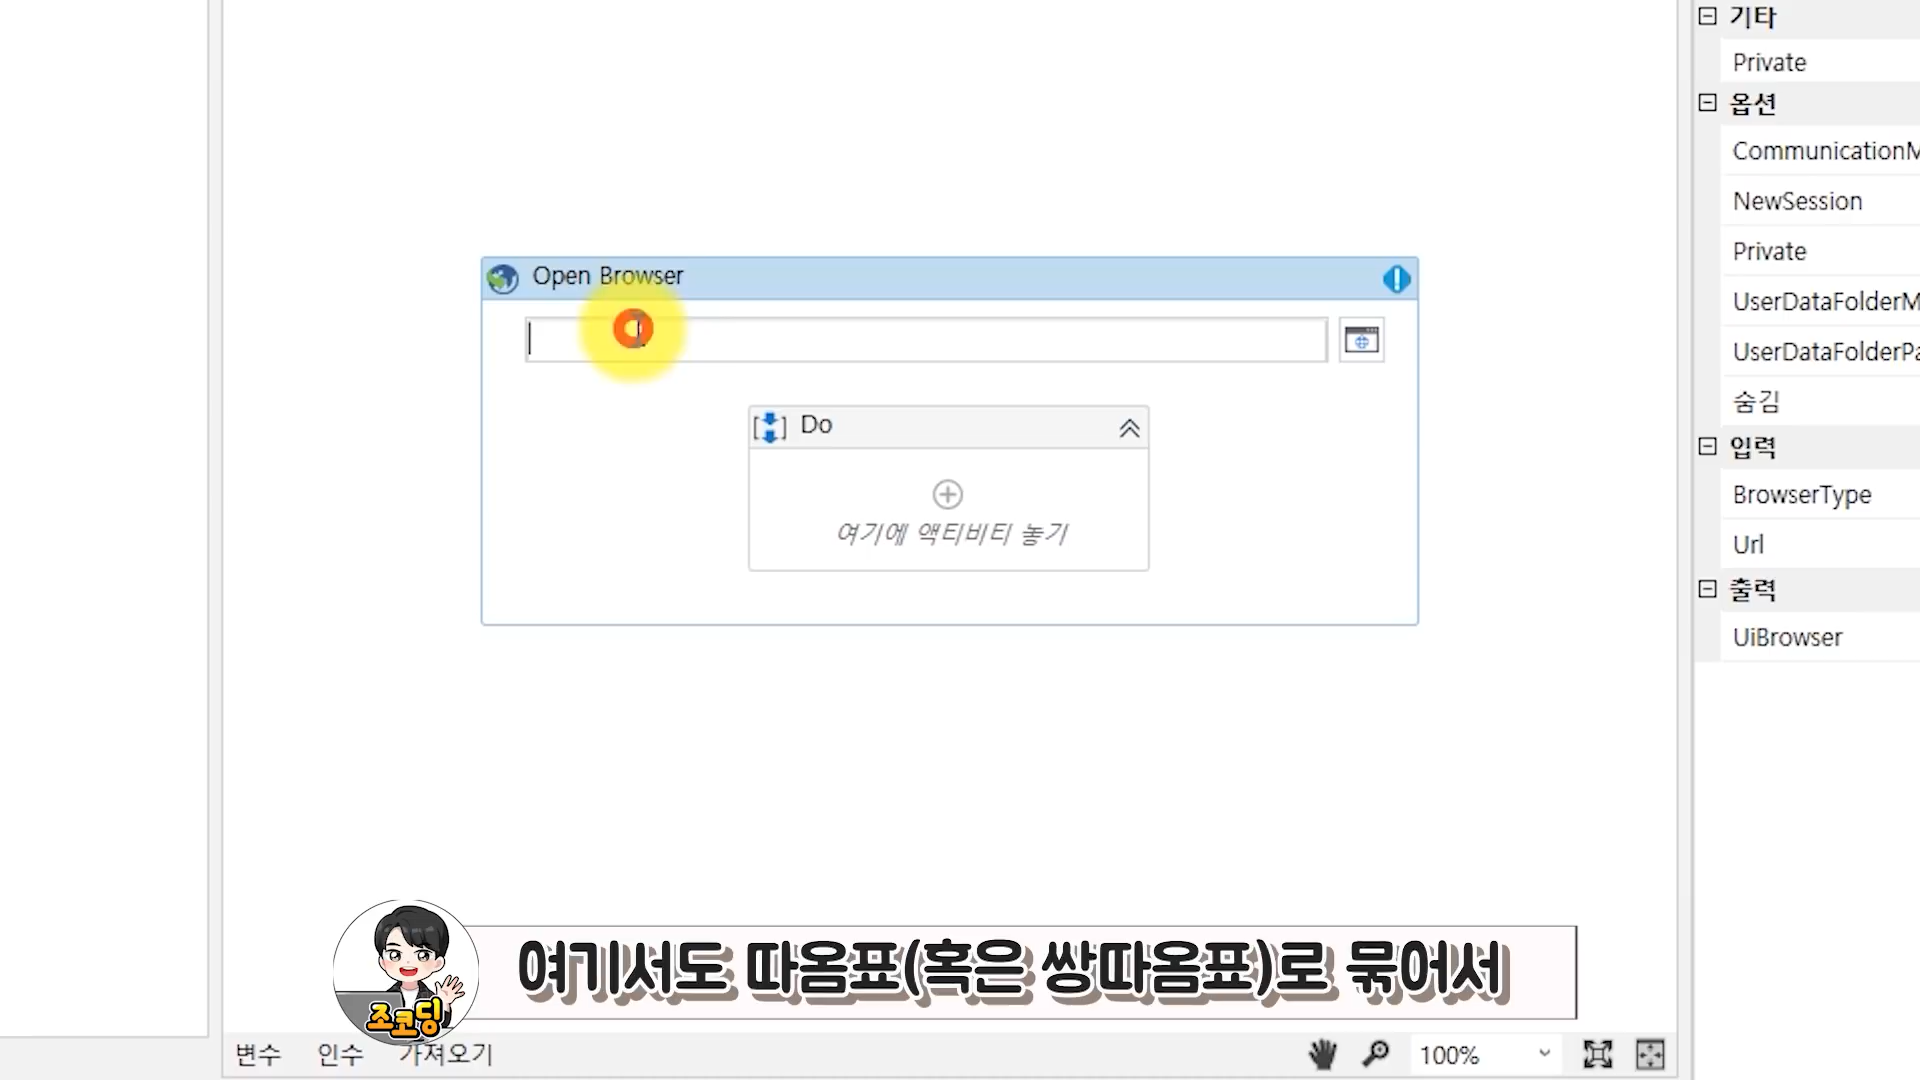 기타
Private
옵션
CommunicationM
NewSession
Private
UserDataFolderM
UserDataFolderPa
숨김
입력
BrowserType
Url
출력
UiBrowser
Open Browser
Do
여기에 액티비티 놓기
여기서도 따옴표(혹은 쌍따옴표)로 묶어서
조코딩
변수 인수 가져오기
100%